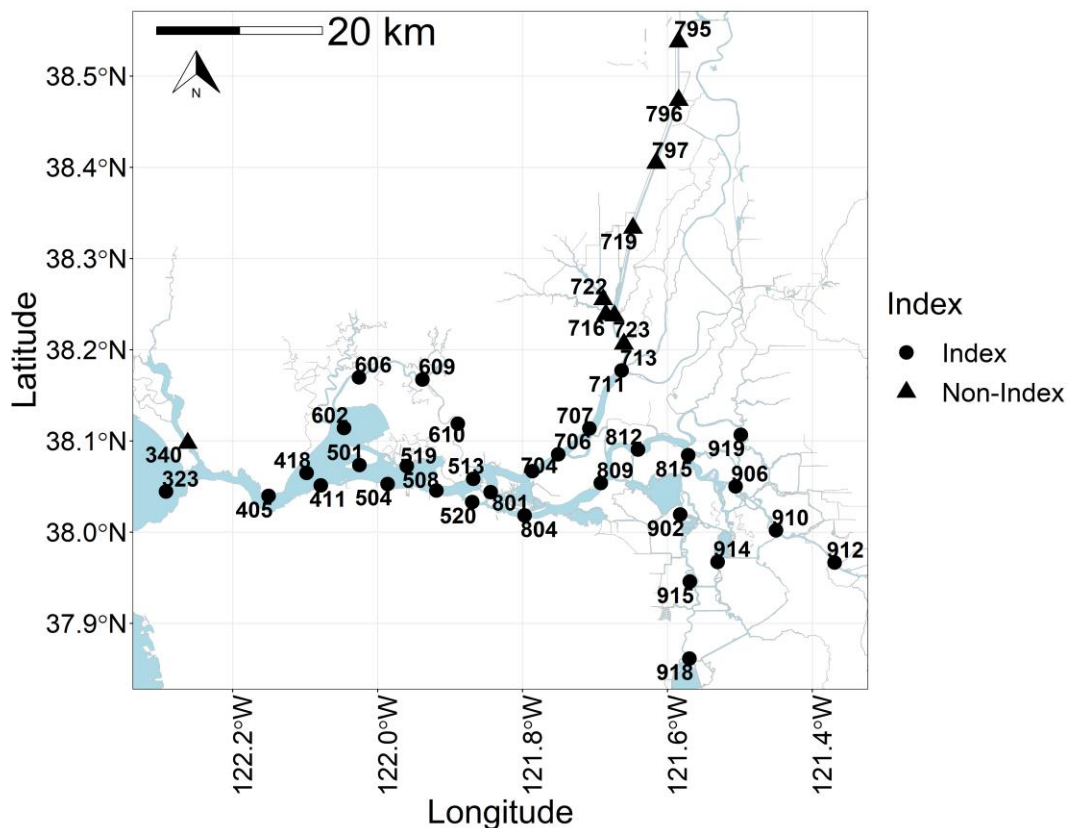 20 km
N
38.5°N
38.4°N
38.3°N
38.2°N
38.1°N
38.0°N
37.9°N
Latitude
795
796
797
719
722
716
723
713
711
606
609
602
610
707
706
812
919
340
418
501
519
513
704
809
815
906
323
405
411
504
508
520
801
804
902
910
914
912
915
918
122.2°W
122.0°W
121.8°W
121.6°W
121.4°W
Longitude
Index
Index
Non-Index